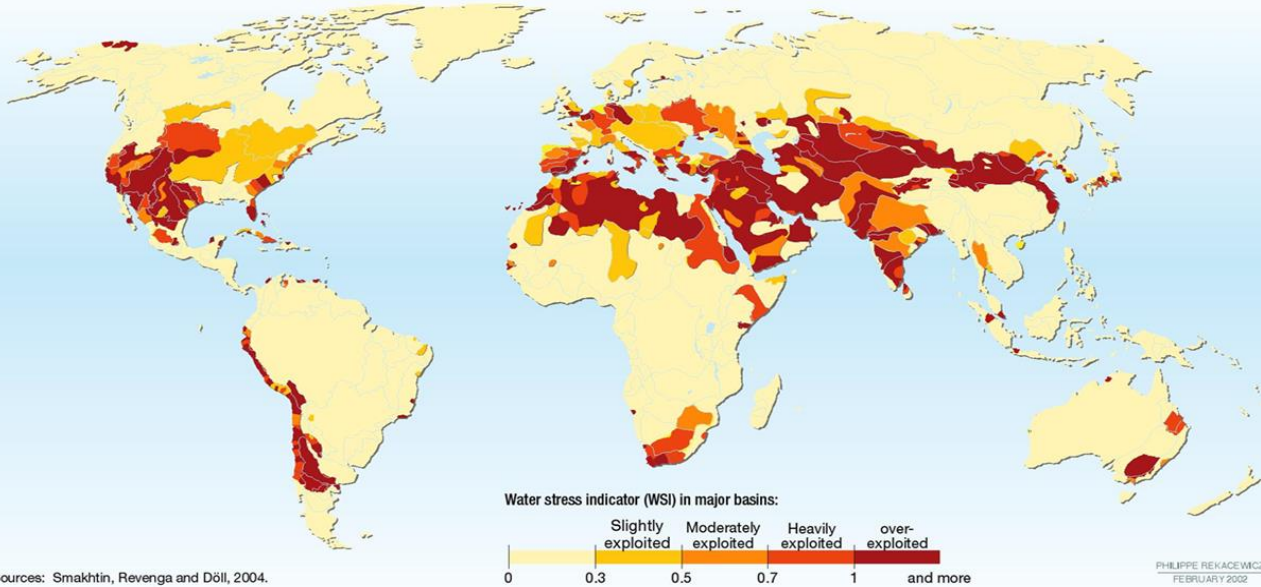 Water stress indicator (WSI) in major basins:
Slightly exploited
Moderately exploited
Heavily exploited
over-exploited
0 0.3 0.5 0.7 1 and more
ources: Smakhtin, Revenga and Döll, 2004.
PHILIPPE REKACEWICZ
FEBRUARY 2002